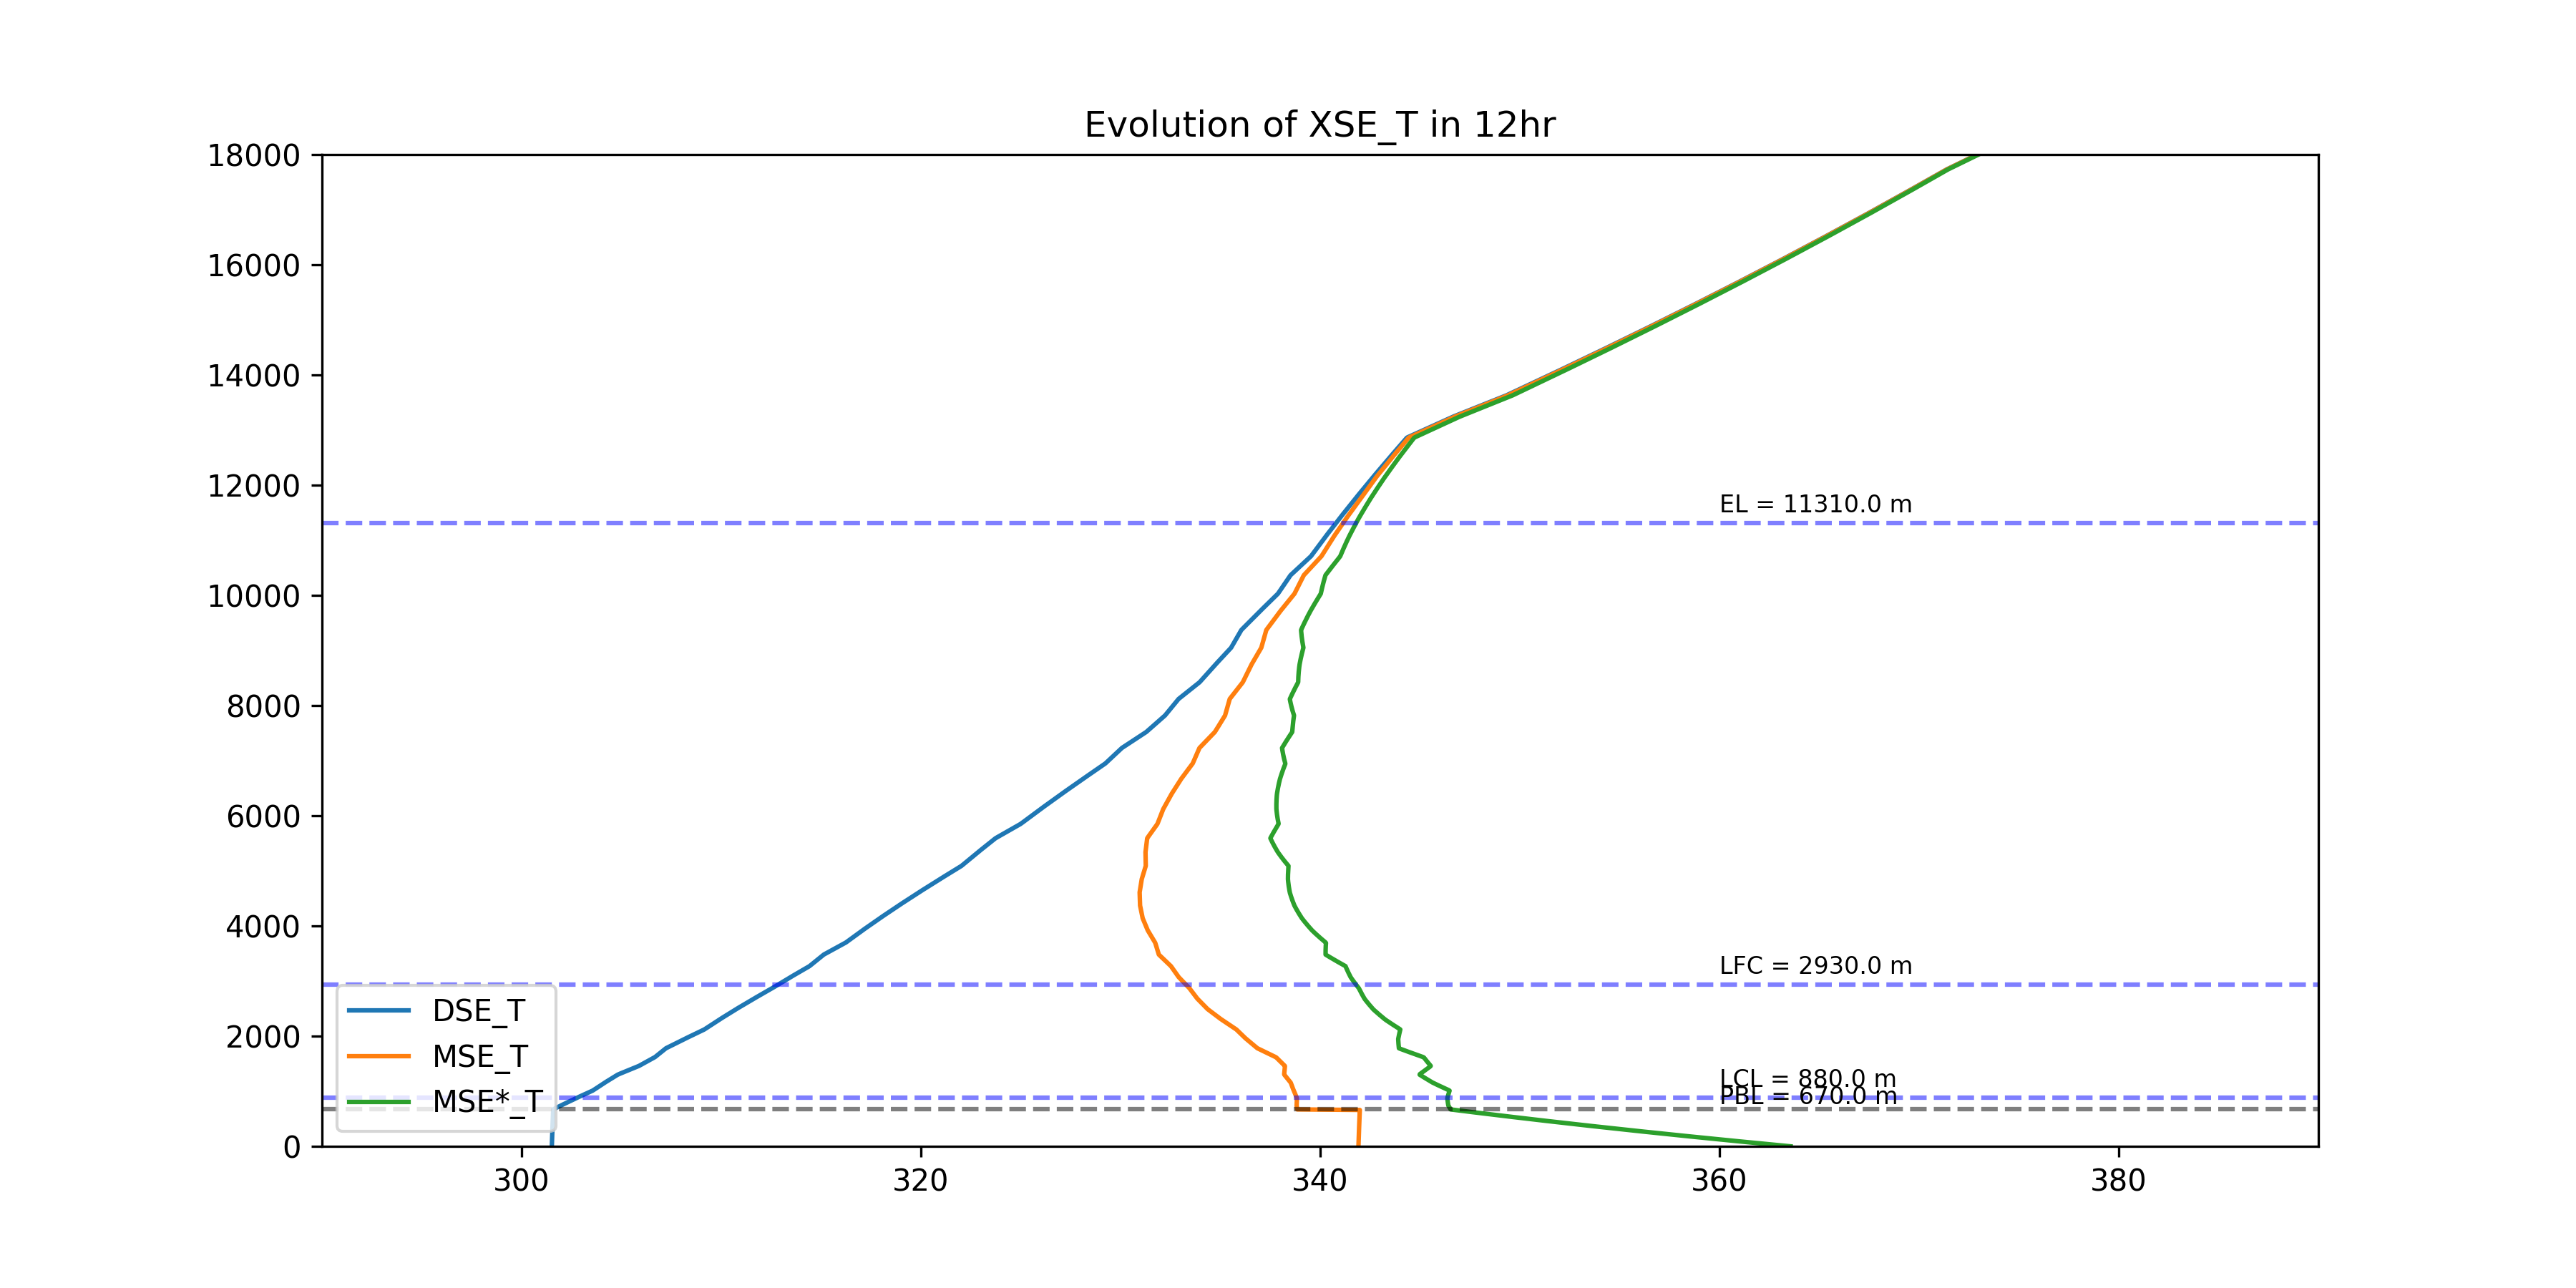 Evolution of XSE_T in 12hr
18000
16000
14000
12000
10000
8000
6000
4000
2000
0
EL = 11310.0 m
LFC = 2930.0 m
LCL = 880.0 m
PBL = 670.0 m
DSE_T
MSE_T
MSE*_T
300 320 340 360 380